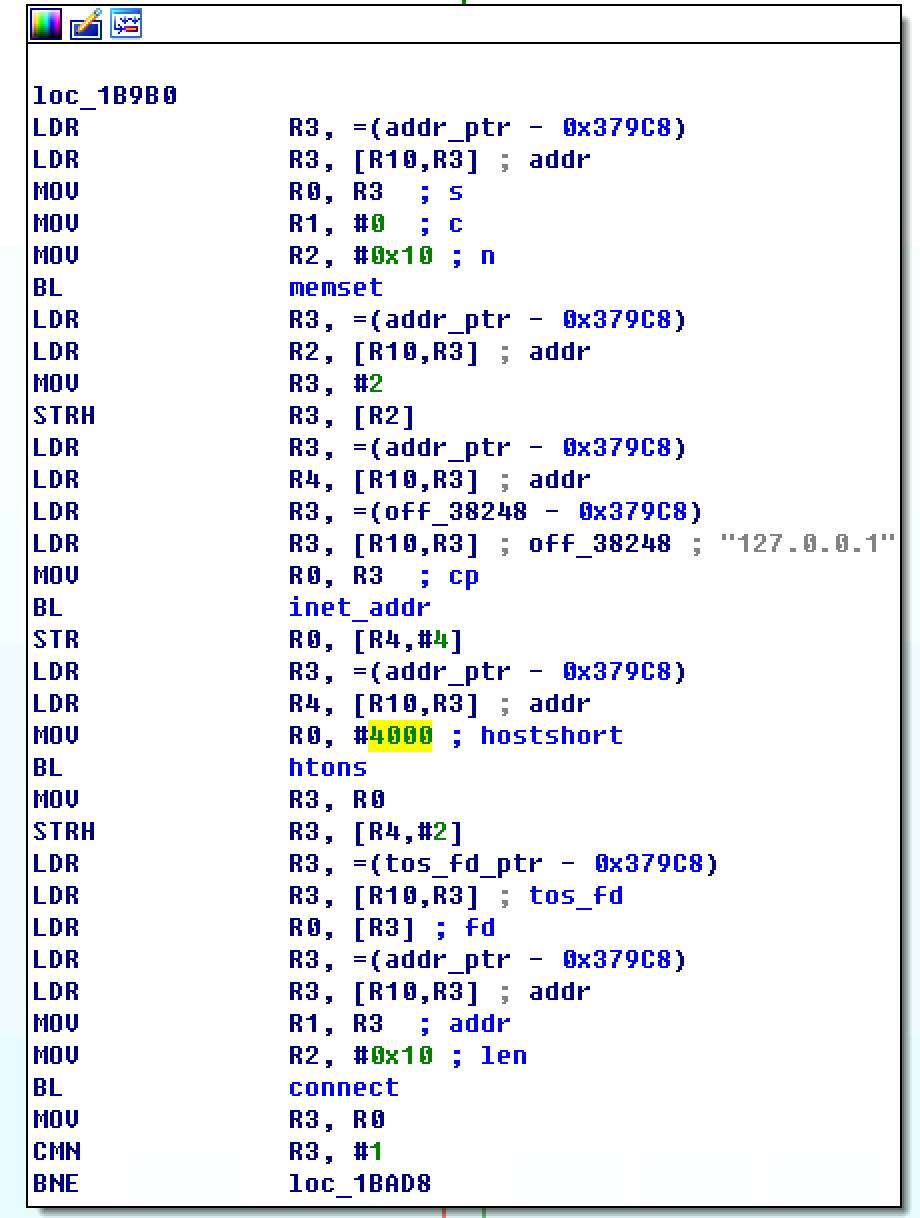 loc_1B9B0
LDR R3, =(addr_ptr - 0x379C8)
LDR R3, [R10,R3] ; addr
MOV R0, R3 ; s
MOV R1, #0 ; c
MOV R2, #0x10 ; n
BL memset
LDR R3, =(addr_ptr - 0x379C8)
LDR R2, [R10,R3] ; addr
MOV R3, #2
STRH R3, [R2]
LDR R3, =(addr_ptr - 0x379C8)
LDR R4, [R10,R3] ; addr
LDR R3, =(off_38248 - 0x379C8)
LDR R3, [R10,R3] ; off_38248 ; "127.0.0.1"
MOV R0, R3 ; cp
BL inet_addr
STR R0, [R4,#4]
LDR R3, =(addr_ptr - 0x379C8)
LDR R4, [R10,R3] ; addr
MOV R0, #4000 ; hostshort
BL htons
MOV R3, R0
STRH R3, [R4,#2]
LDR R3, =(tos_fd_ptr - 0x379C8)
LDR R3, [R10,R3] ; tos_fd
LDR R0, [R3] ; fd
LDR R3, =(addr_ptr - 0x379C8)
LDR R3, [R10,R3] ; addr
MOV R1, R3 ; addr
MOV R2, #0x10 ; len
BL connect
MOV R3, R0
CMN R3, #1
BNE loc_1BAD8